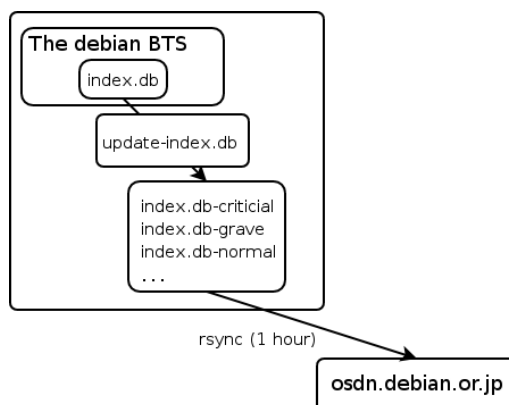 The debian BTS
index.db
update-index.db
index.db-criticial
index.db-grave
index.db-normal
...
rsync (1 hour)
osdn.debian.or.jp